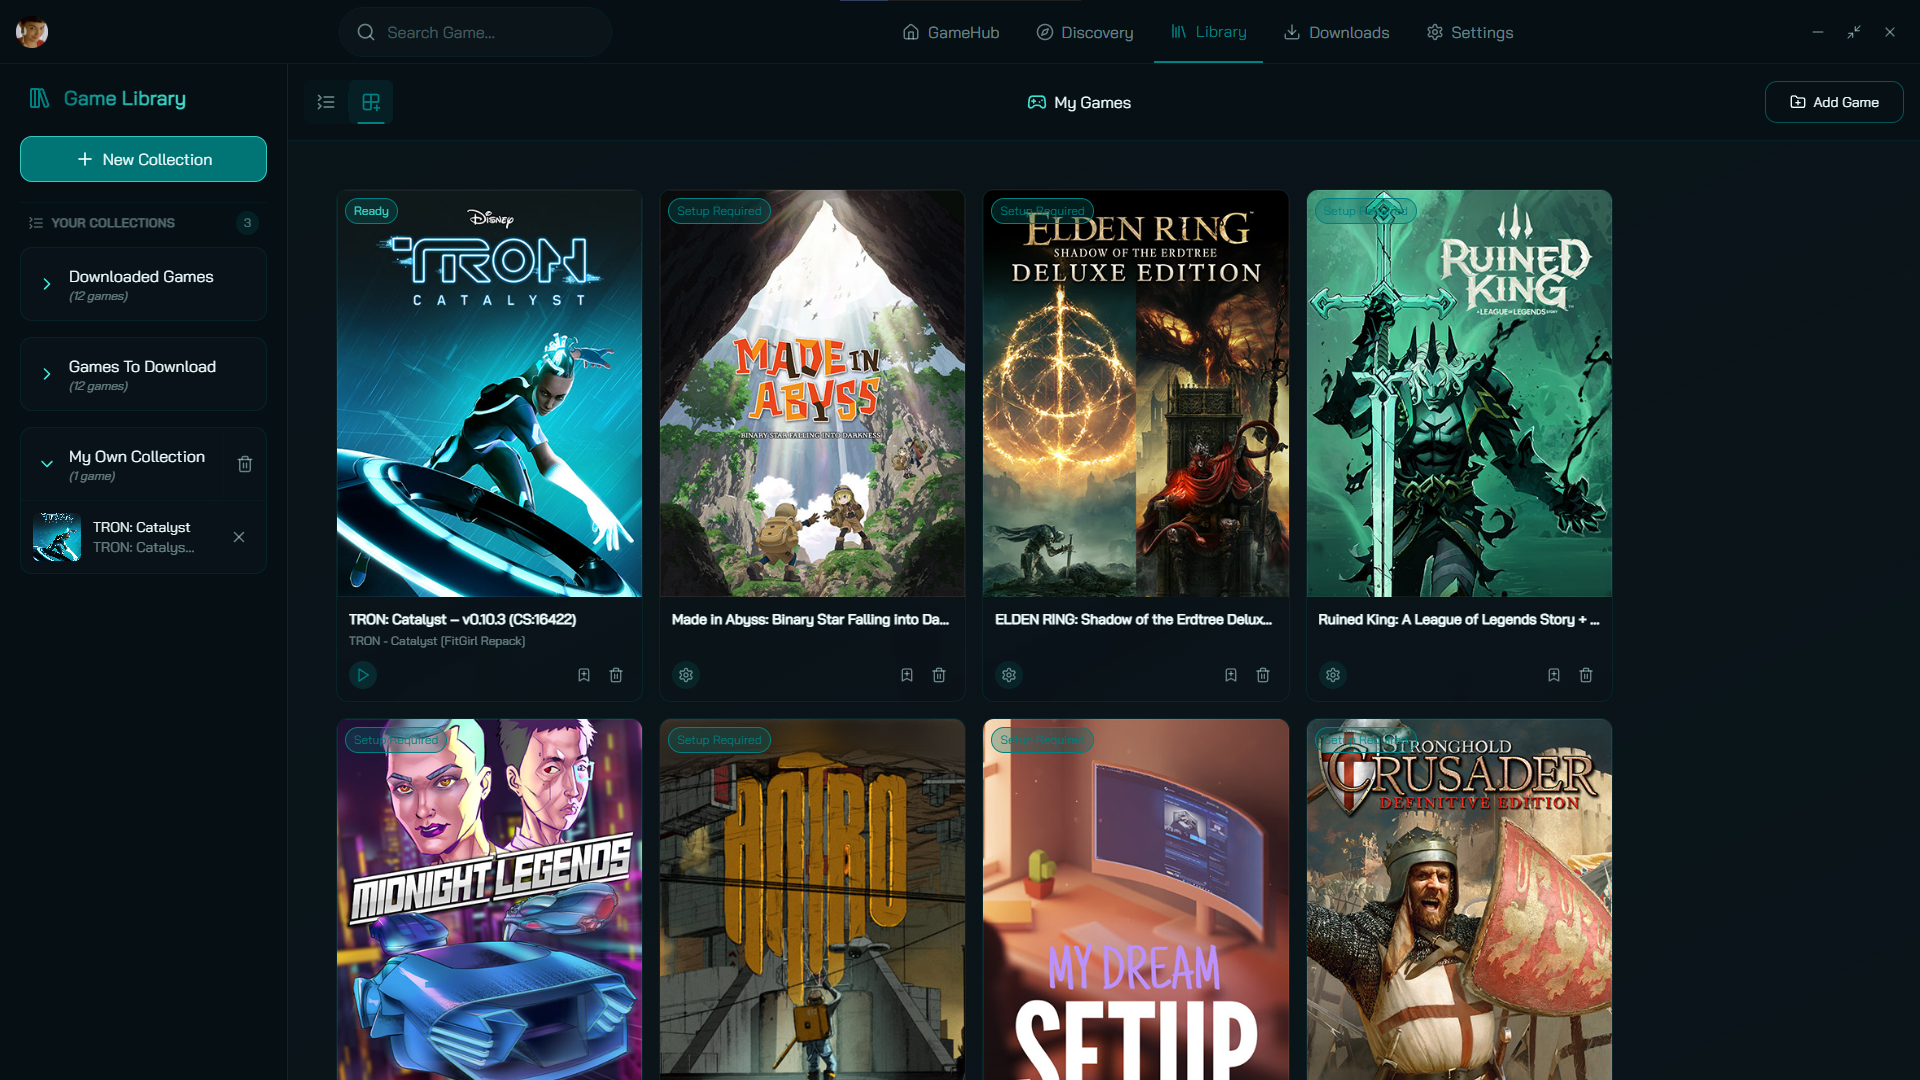 Search Game...
GameHub
Discovery
Library
Downloads
Settings
Game Library
My Games
Add Game
New Collection
YOUR COLLECTIONS
3
Downloaded Games
(12 games)
Games To Download
(12 games)
My Own Collection
(1 game)
TRON: Catalyst
TRON: Catalys...
Ready
Disney
TRON
CATALYST
TRON: Catalyst – v0.10.3 (CS:16422)
TRON - Catalyst [FitGirl Repack]
Setup Required
MADE IN
ABYSS
BINARY STAR FALLING INTO DARKNESS
Made in Abyss: Binary Star Falling into Da...
Setup Required
ELDEN RING
SHADOW OF THE ERDTREE
DELUXE EDITION
ELDEN RING: Shadow of the Erdtree Delux...
Setup Required
RUINED
KING
A LEAGUE OF LEGENDS STORY
Ruined King: A League of Legends Story + ...
Setup Required
MIDNIGHT LEGENDS
Setup Required
Setup Required
MY DREAM
SETUP
Setup Required
STRONGHOLD
CRUSADER
DEFINITIVE EDITION